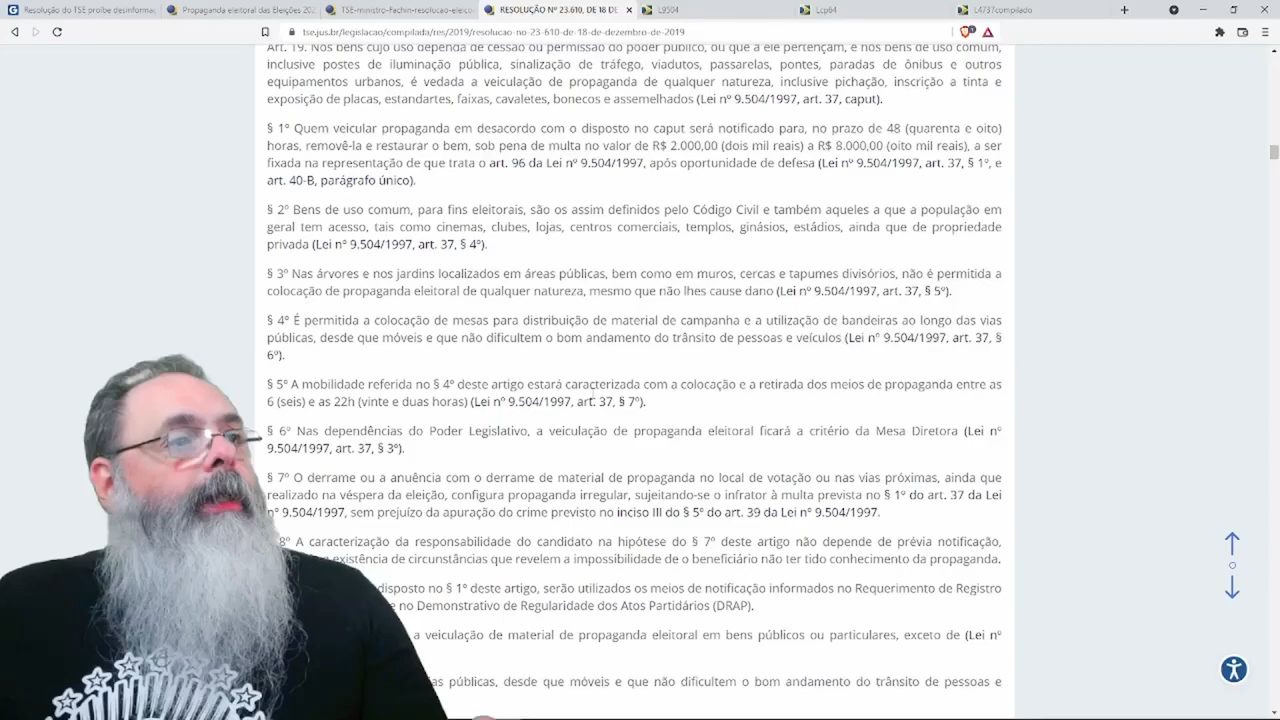 Resolução do TSE proíbe desinforma
Propaganda eleitoral das Eleições 202
TSE-ministro-Fachin-resolucao-eleico
RESOLUÇÃO Nº 23.610, DE 18 DE
L9504
Lcp64
L4737compilado
tse.jus.br/legislacao/compilada/res/2019/resolucao-no-23-610-de-18-de-dezembro-de-2019
Art. 19. Nos bens cujo uso dependa de cessão ou permissão do poder público, ou que a ele pertençam, e nos bens de uso comum,
inclusive postes de iluminação pública, sinalização de tráfego, viadutos, passarelas, pontes, paradas de ônibus e outros
equipamentos urbanos, é vedada a veiculação de propaganda de qualquer natureza, inclusive pichação, inscrição a tinta e
exposição de placas, estandartes, faixas, cavaletes, bonecos e assemelhados (Lei nº 9.504/1997, art. 37, caput).
§ 1º Quem veicular propaganda em desacordo com o disposto no caput será notificado para, no prazo de 48 (quarenta e oito)
horas, removê-la e restaurar o bem, sob pena de multa no valor de R$ 2.000,00 (dois mil reais) a R$ 8.000,00 (oito mil reais), a ser
fixada na representação de que trata o art. 96 da Lei nº 9.504/1997, após oportunidade de defesa (Lei nº 9.504/1997, art. 37, § 1º, e
art. 40-B, parágrafo único).
§ 2º Bens de uso comum, para fins eleitorais, são os assim definidos pelo Código Civil e também aqueles a que a população em
geral tem acesso, tais como cinemas, clubes, lojas, centros comerciais, templos, ginásios, estádios, ainda que de propriedade
privada (Lei nº 9.504/1997, art. 37, § 4º).
§ 3º Nas árvores e nos jardins localizados em áreas públicas, bem como em muros, cercas e tapumes divisórios, não é permitida a
colocação de propaganda eleitoral de qualquer natureza, mesmo que não lhes cause dano (Lei nº 9.504/1997, art. 37, § 5º).
§ 4º É permitida a colocação de mesas para distribuição de material de campanha e a utilização de bandeiras ao longo das vias
públicas, desde que móveis e que não dificultem o bom andamento do trânsito de pessoas e veículos (Lei nº 9.504/1997, art. 37, §
6º).
§ 5º A mobilidade referida no § 4º deste artigo estará caracterizada com a colocação e a retirada dos meios de propaganda entre as
6 (seis) e as 22h (vinte e duas horas) (Lei nº 9.504/1997, art. 37, § 7º).
§ 6º Nas dependências do Poder Legislativo, a veiculação de propaganda eleitoral ficará a critério da Mesa Diretora (Lei nº
9.504/1997, art. 37, § 3º).
§ 7º O derrame ou a anuência com o derrame de material de propaganda no local de votação ou nas vias próximas, ainda que
realizado na véspera da eleição, configura propaganda irregular, sujeitando-se o infrator à multa prevista no § 1º do art. 37 da Lei
nº 9.504/1997, sem prejuízo da apuração do crime previsto no inciso III do § 5º do art. 39 da Lei nº 9.504/1997.
8º A caracterização da responsabilidade do candidato na hipótese do § 7º deste artigo não depende de prévia notificação,
existência de circunstâncias que revelem a impossibilidade de o beneficiário não ter tido conhecimento da propaganda.
disposto no § 1º deste artigo, serão utilizados os meios de notificação informados no Requerimento de Registro
e no Demonstrativo de Regularidade dos Atos Partidários (DRAP).
a veiculação de material de propaganda eleitoral em bens públicos ou particulares, exceto de (Lei nº
públicas, desde que móveis e que não dificultem o bom andamento do trânsito de pessoas e